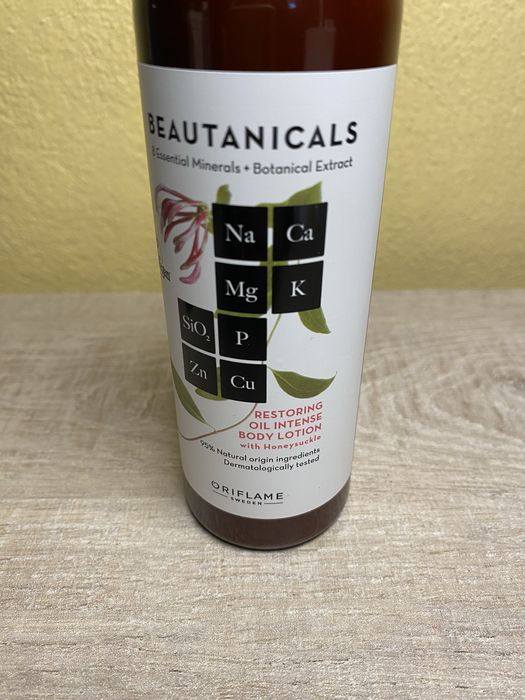 BEAUTANICALS
8 Essential Minerals + Botanical Extract
Na Ca
Mg K
SiO₂ P
Zn Cu
RESTORING
OIL INTENSE
BODY LOTION
with Honeysuckle
95% Natural origin ingredients
Dermatologically tested
ORIFLAME
SWEDEN